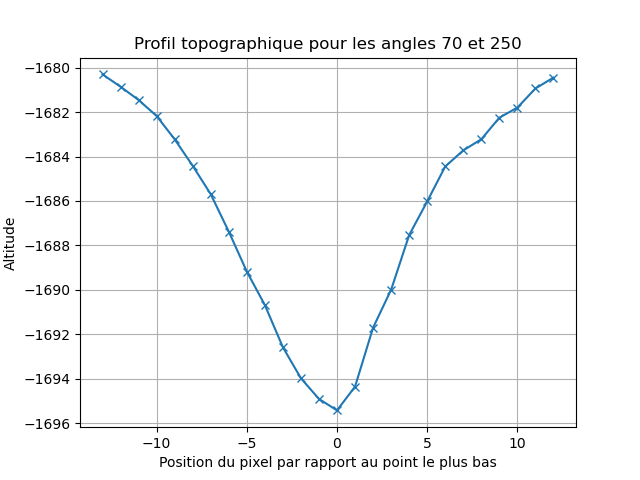 Profil topographique pour les angles 70 et 250
−1680
−1682
−1684
−1686
−1688
−1690
−1692
−1694
−1696
Altitude
−10 −5 0 5 10
Position du pixel par rapport au point le plus bas